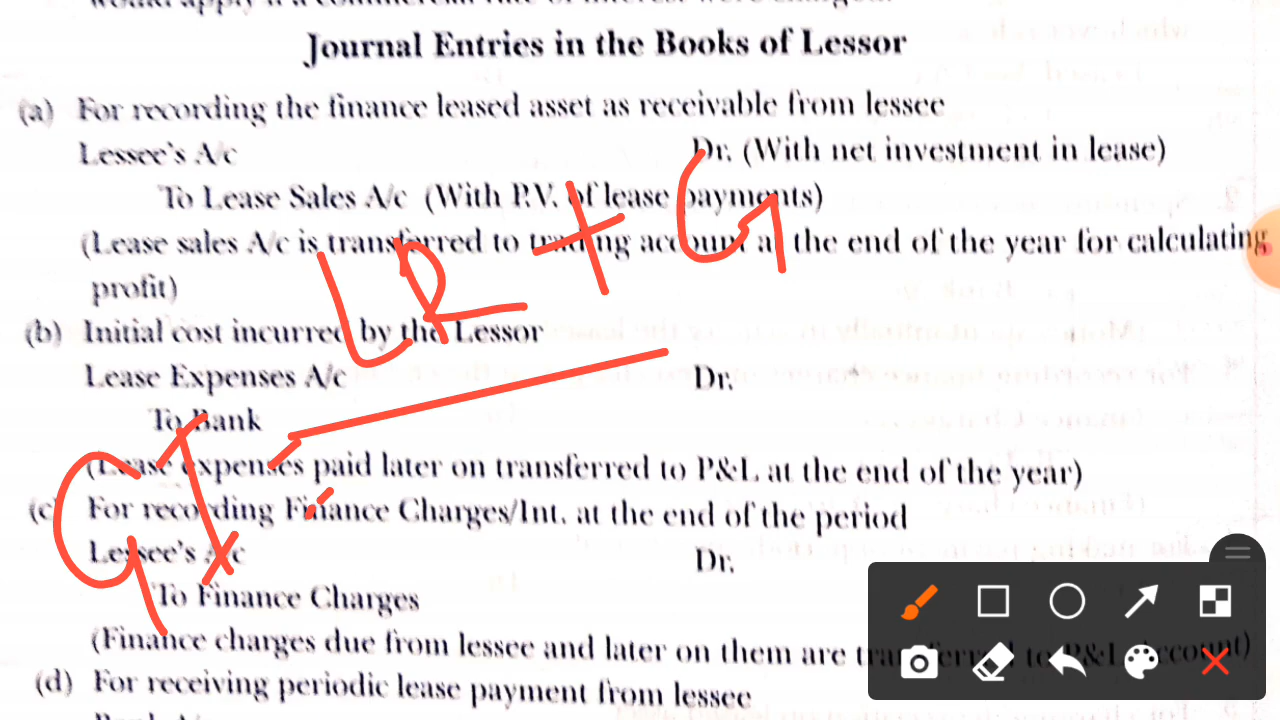 Journal Entries in the Books of Lessor
(a) For recording the finance leased asset as receivable from lessee
Lessee's A/c Dr. (With net investment in lease)
To Lease Sales A/c (With P.V. of lease payments)
(Lease sales A/c is transferred to trading account at the end of the year for calculating
profit)
(b) Initial cost incurred by the Lessor
Lease Expenses A/c Dr.
To Bank
(Lease expenses paid later on transferred to P&L at the end of the year)
(c) For recording Finance Charges/Int. at the end of the period
Lessee's A/c Dr.
To Finance Charges
(Finance charges due from lessee and later on them are transferred to P&L account)
(d) For receiving periodic lease payment from lessee
LR + G
GI